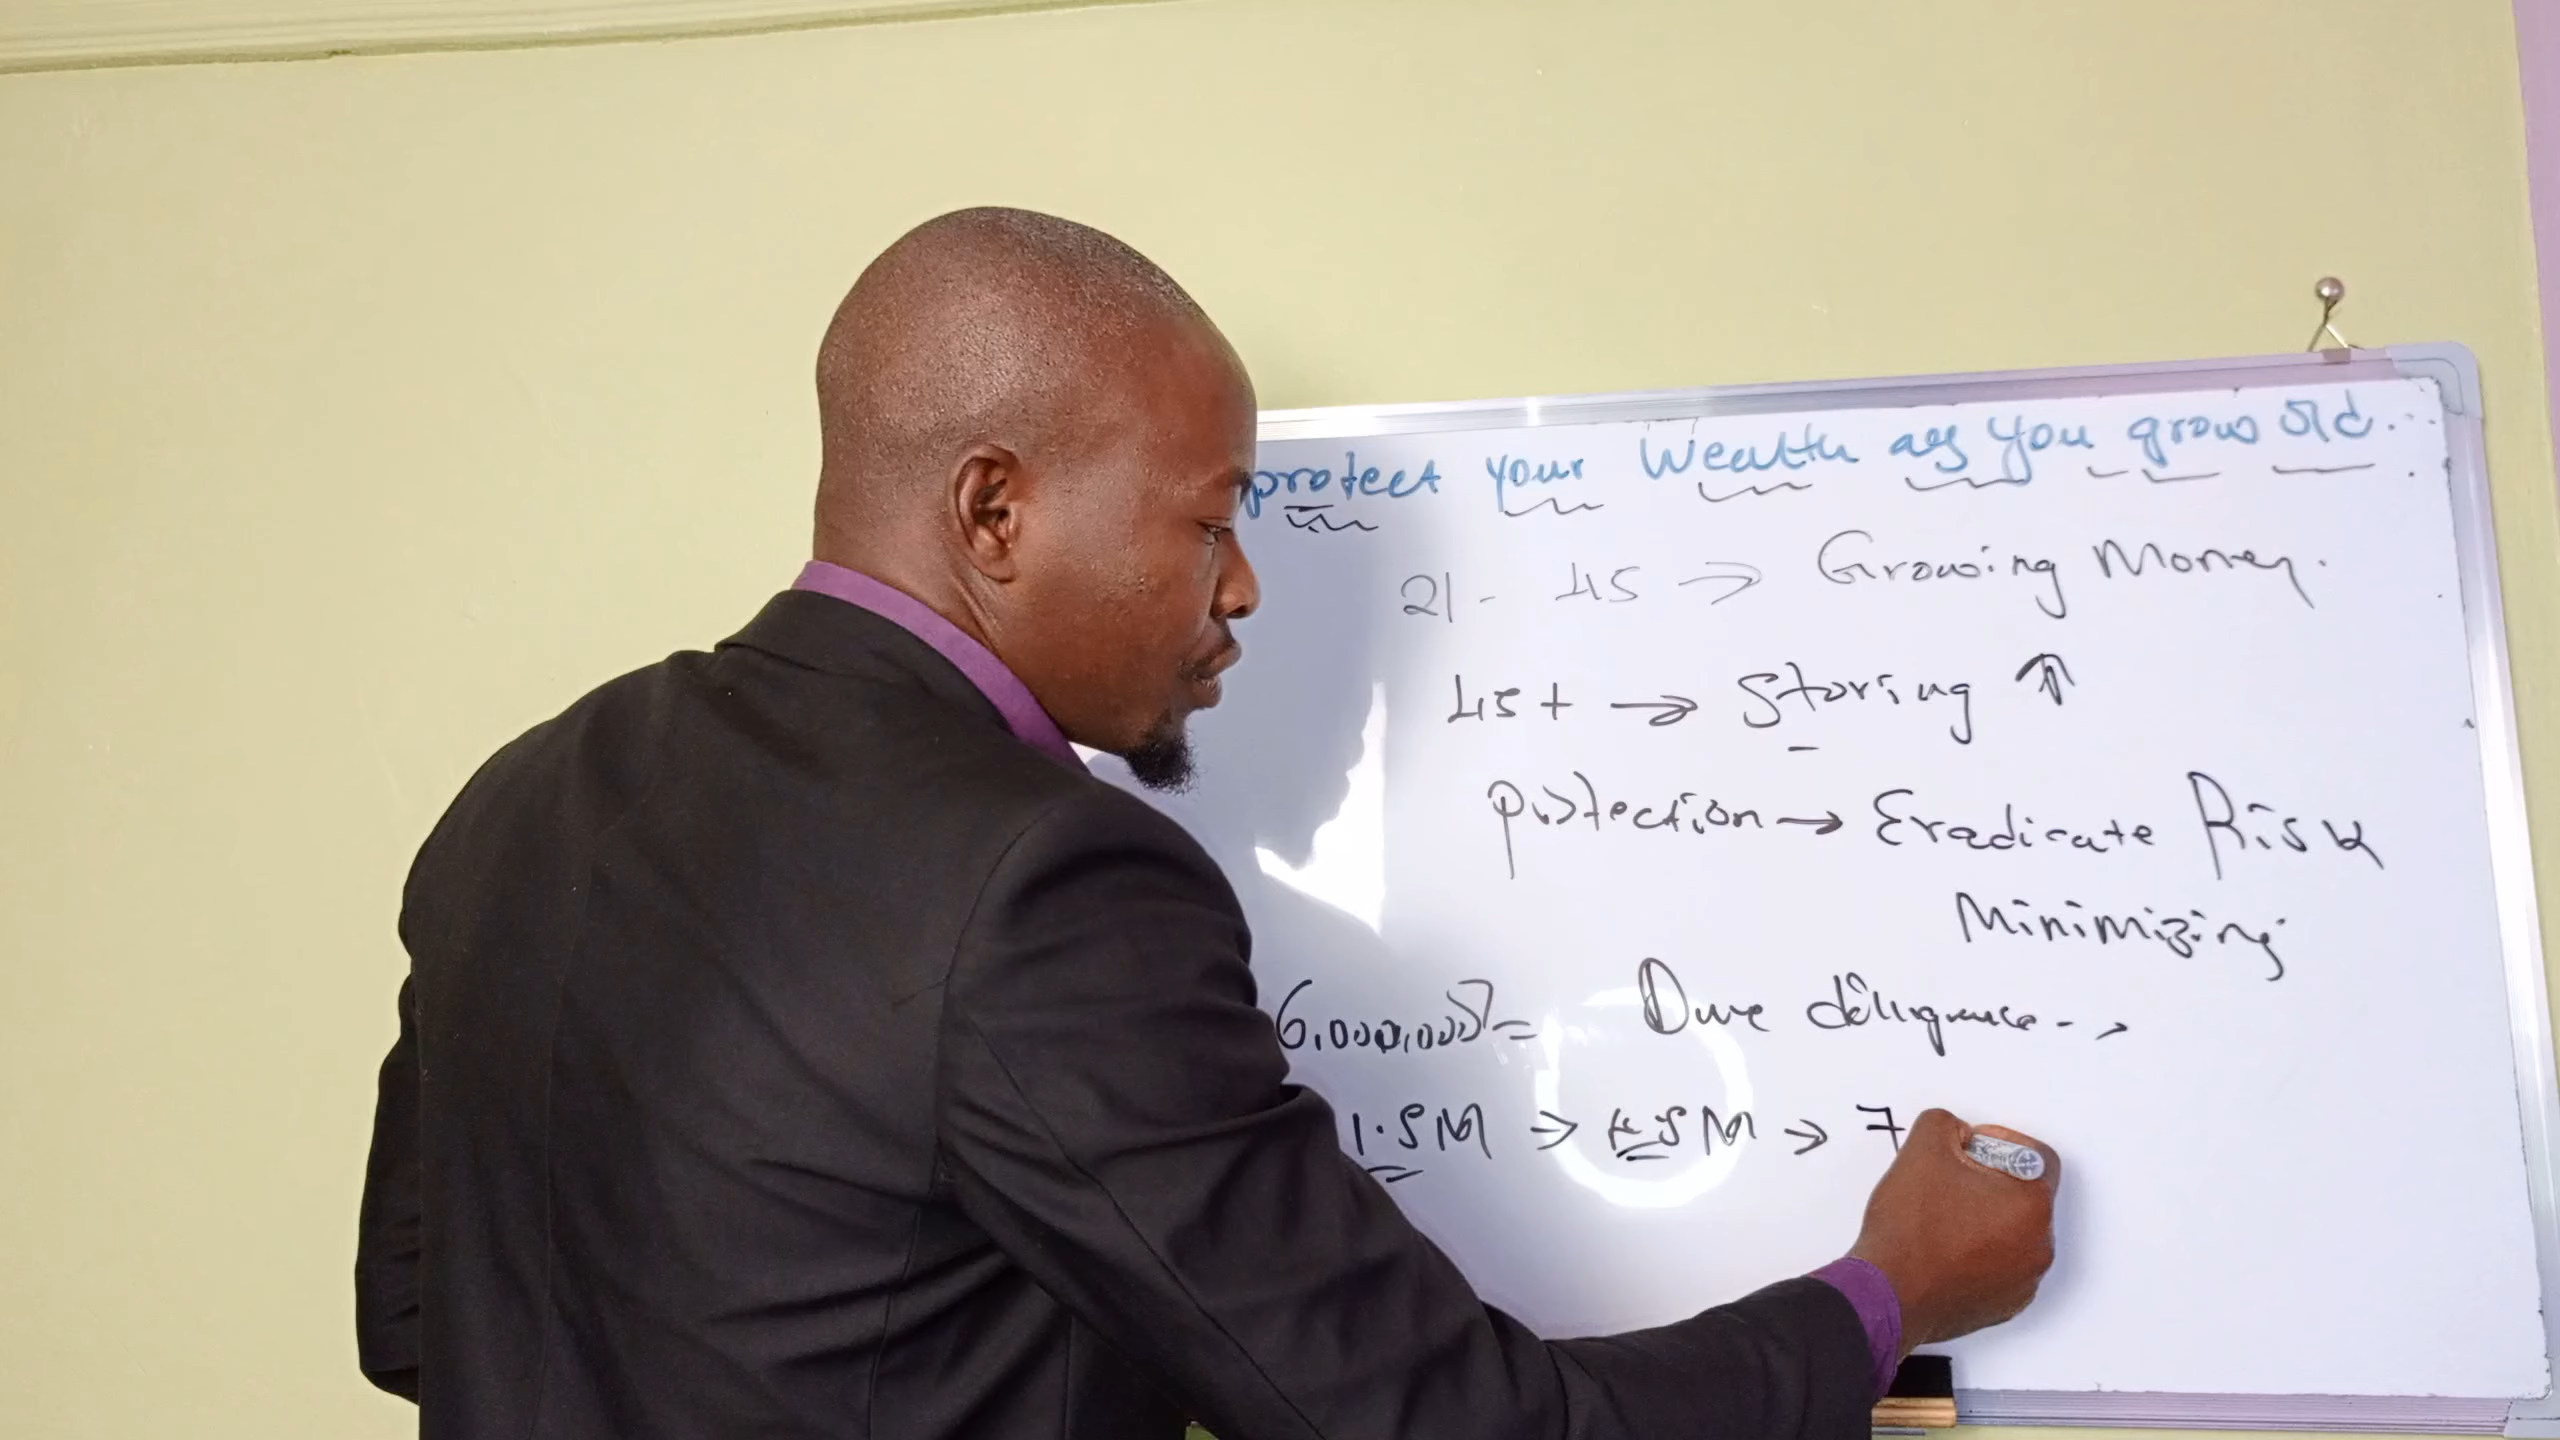 protect your Wealth as you grow old...
21 - 45 → Growing Money.
45+ → Storing ↑
protection → Eradicate Risk
Minimizing
6,000,000/= Due diligence - ,
1.5M → 4.5M → 7